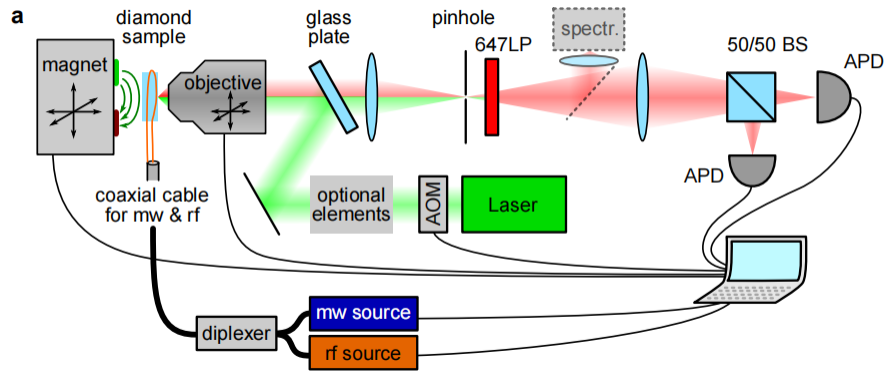 a
diamond
sample
glass
plate
pinhole
647LP
spectr.
50/50 BS
APD
magnet
objective
APD
coaxial cable
for mw & rf
optional
elements
AOM
Laser
diplexer
mw source
rf source